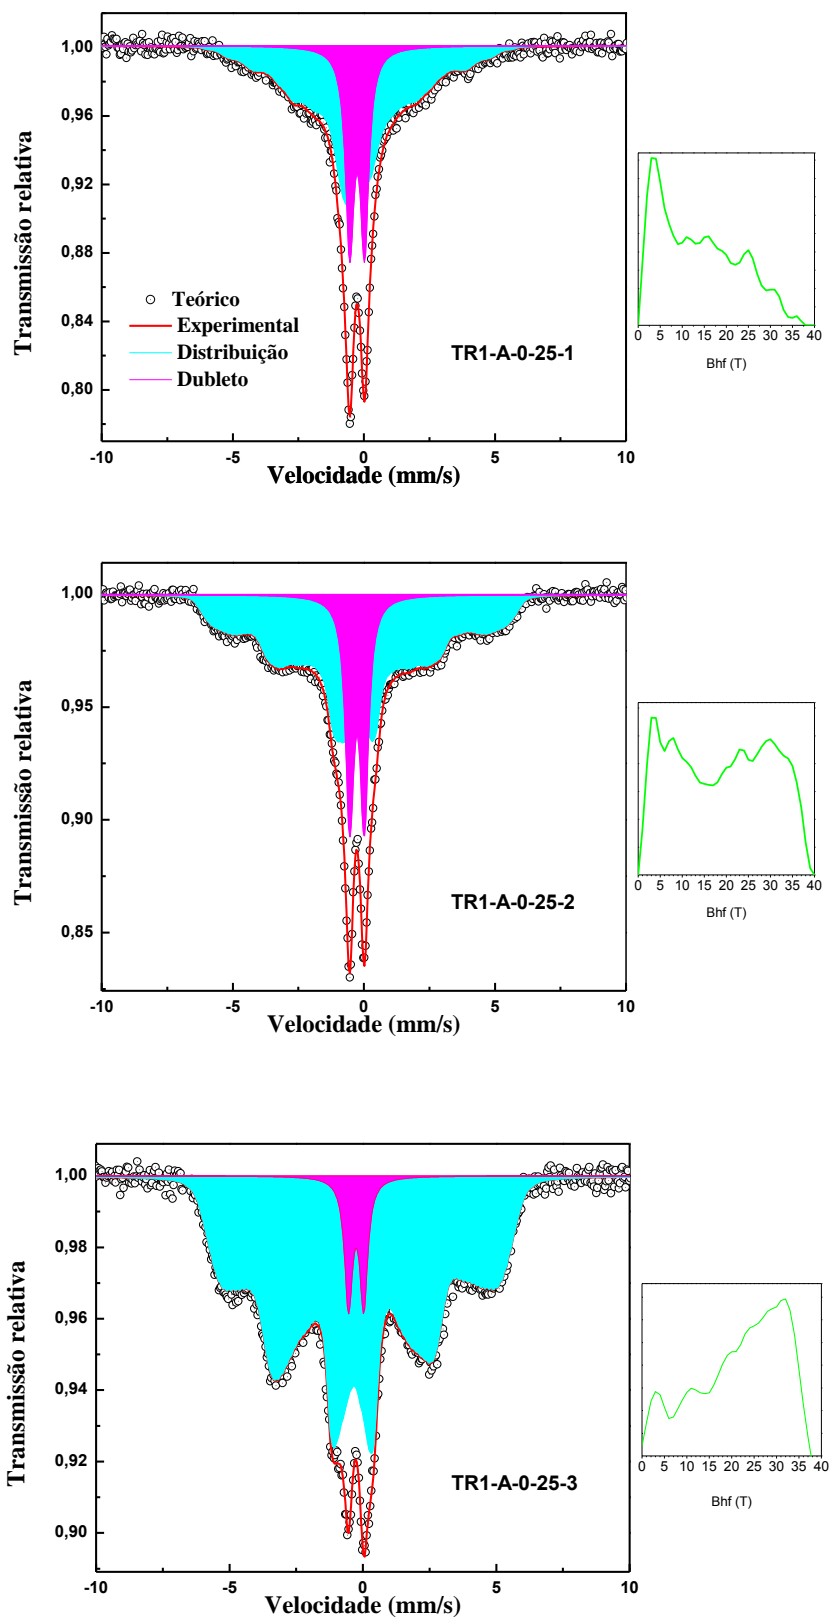 1,00
0,96
0,92
0,88
0,84
0,80
Transmissão relativa
Teórico
Experimental
Distribuição
Dubleto
TR1-A-0-25-1
-10 -5 0 5 10
Velocidade (mm/s)
0 5 10 15 20 25 30 35 40
Bhf (T)
1,00
0,95
0,90
0,85
Transmissão relativa
TR1-A-0-25-2
-10 -5 0 5 10
Velocidade (mm/s)
0 5 10 15 20 25 30 35 40
Bhf (T)
1,00
0,98
0,96
0,94
0,92
0,90
Transmissão relativa
TR1-A-0-25-3
-10 -5 0 5 10
Velocidade (mm/s)
0 5 10 15 20 25 30 35 40
Bhf (T)